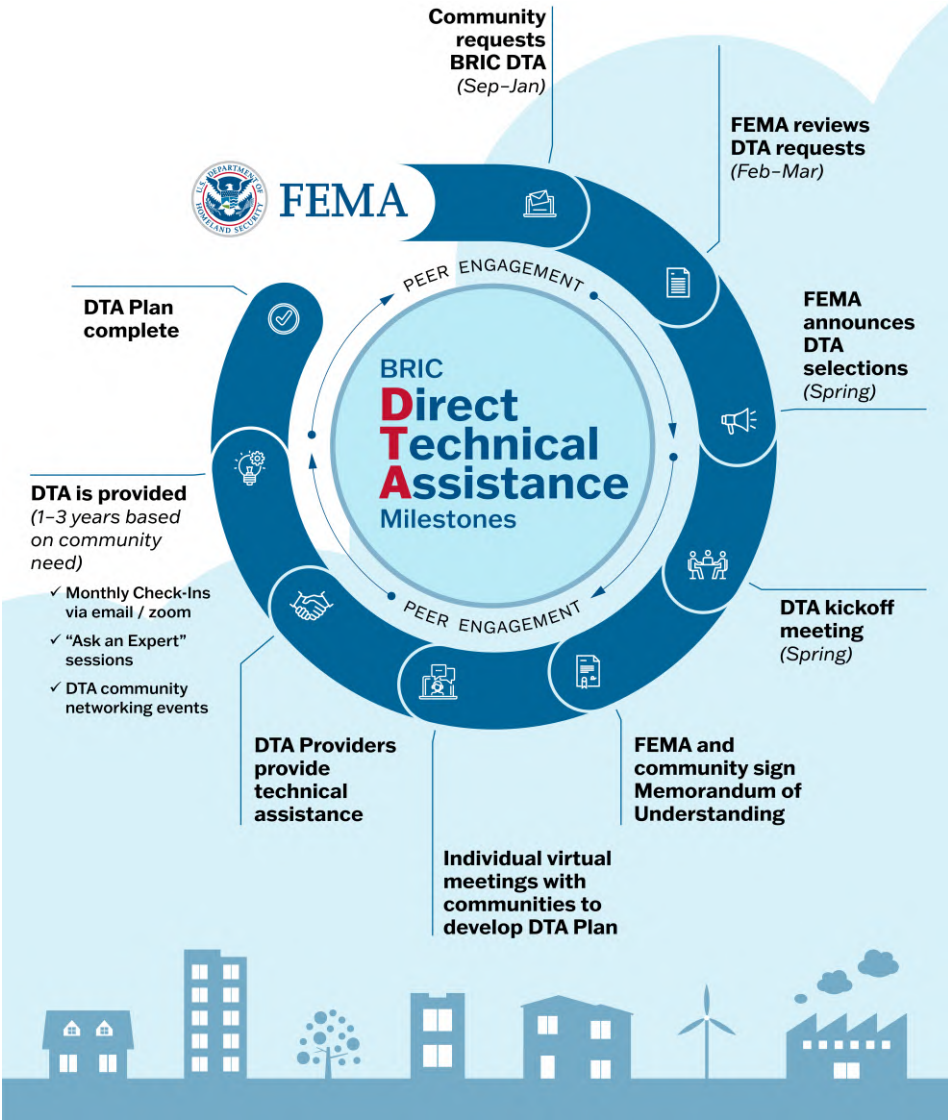 Community
requests
BRIC DTA
(Sep–Jan)
FEMA reviews
DTA requests
(Feb–Mar)
U.S. DEPARTMENT OF
HOMELAND SECURITY
FEMA
PEER ENGAGEMENT
FEMA
announces
DTA
selections
(Spring)
DTA Plan
complete
BRIC
Direct
Technical
Assistance
Milestones
DTA is provided
(1–3 years based
on community
need)
✓ Monthly Check-Ins
via email / zoom
✓ “Ask an Expert”
sessions
✓ DTA community
networking events
PEER ENGAGEMENT
DTA kickoff
meeting
(Spring)
DTA Providers
provide
technical
assistance
FEMA and
community sign
Memorandum of
Understanding
Individual virtual
meetings with
communities to
develop DTA Plan